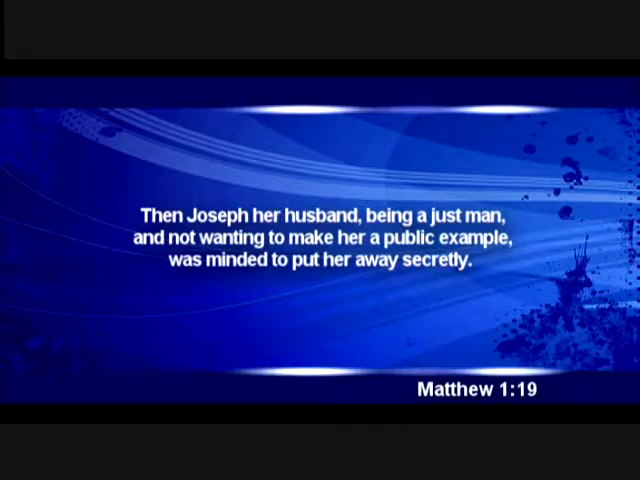 Then Joseph her husband, being a just man,
and not wanting to make her a public example,
was minded to put her away secretly.
Matthew 1:19